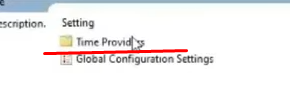 escription. Setting
Time Providers
Global Configuration Settings